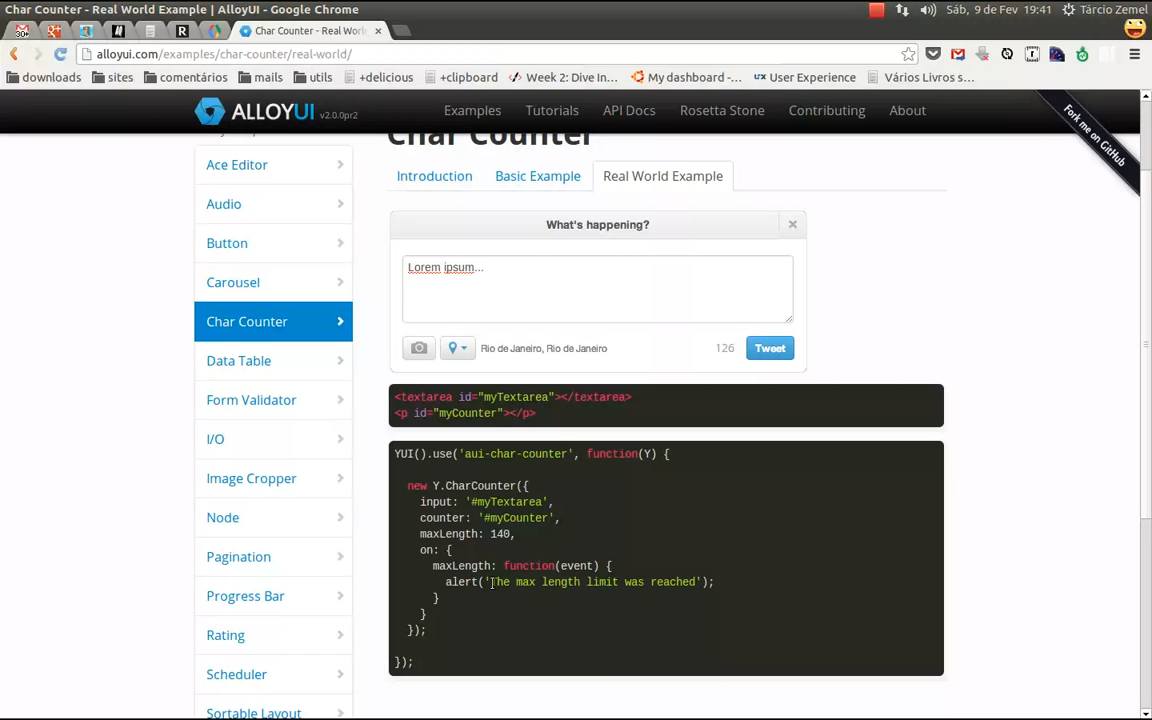 Char Counter - Real World Example | AlloyUI - Google Chrome
Sáb, 9 de Fev 19:41 Tárcio Zemel
30+
Char Counter - Real Worl
alloyui.com/examples/char-counter/real-world/
downloads sites comentários mails utils +delicious +clipboard Week 2: Dive In... My dashboard -... UX User Experience Vários Livros s...
ALLOYUI v2.0.0pr2 Examples Tutorials API Docs Rosetta Stone Contributing About
Fork me on GitHub
Char Counter
Ace Editor
Audio
Button
Carousel
Char Counter
Data Table
Form Validator
I/O
Image Cropper
Node
Pagination
Progress Bar
Rating
Scheduler
Sortable Layout
Introduction Basic Example Real World Example
What's happening?
Lorem ipsum...
Rio de Janeiro, Rio de Janeiro 126 Tweet
<textarea id="myTextarea"></textarea>
<p id="myCounter"></p>
YUI().use('aui-char-counter', function(Y) {
new Y.CharCounter({
input: '#myTextarea',
counter: '#myCounter',
maxLength: 140,
on: {
maxLength: function(event) {
alert('The max length limit was reached');
}
}
});
});